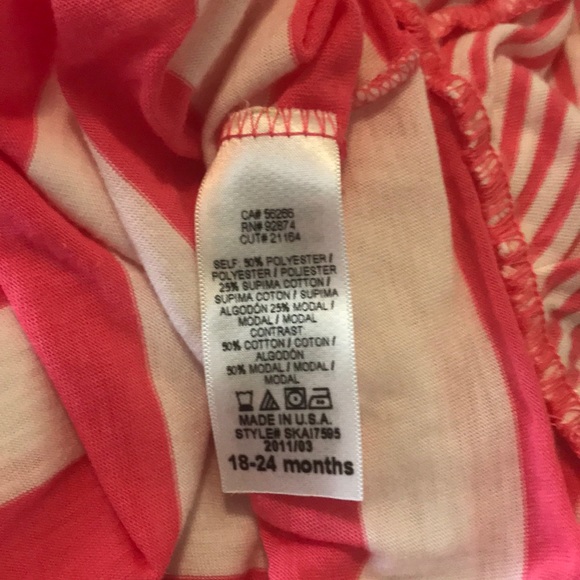 CA# 56266
RN# 92874
CUT# 21164
SELF: 50% POLYESTER /
POLYESTER / POLIESTER
25% SUPIMA COTTON /
SUPIMA COTON / SUPIMA
ALGODÓN 25% MODAL /
MODAL / MODAL
CONTRAST:
50% COTTON / COTON /
ALGODÓN
50% MODAL / MODAL /
MODAL
MADE IN U.S.A.
STYLE# SKAI7595
2011/03
18-24 months